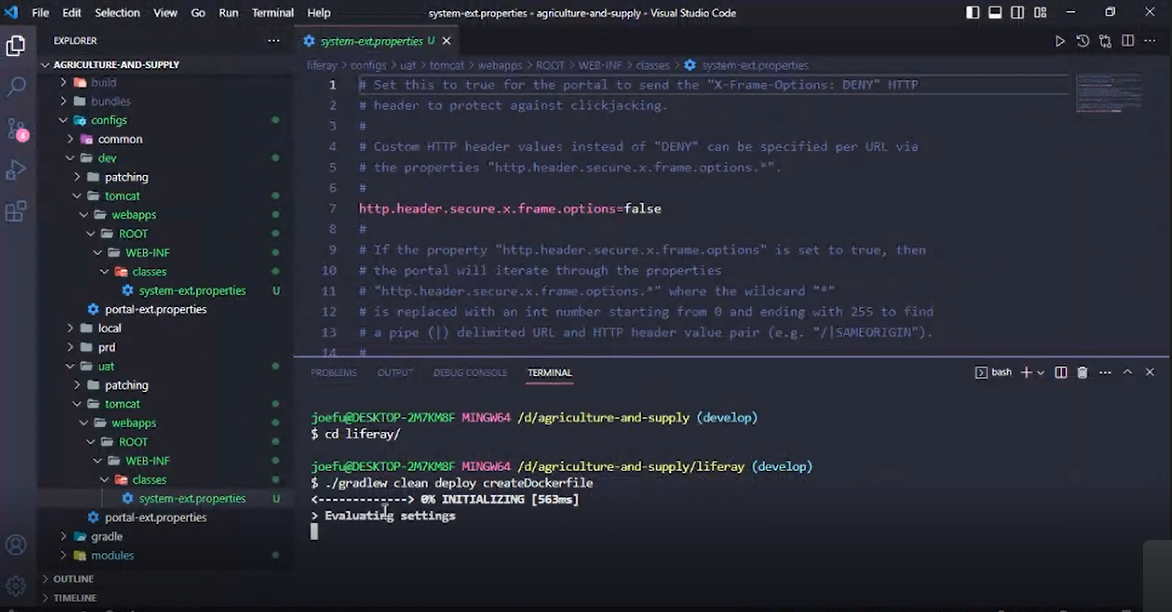 File Edit Selection View Go Run Terminal Help
system-ext.properties - agriculture-and-supply - Visual Studio Code
EXPLORER
AGRICULTURE-AND-SUPPLY
build
bundles
configs
common
dev
patching
tomcat
webapps
ROOT
WEB-INF
classes
system-ext.properties U
portal-ext.properties
local
prd
uat
patching
tomcat
webapps
ROOT
WEB-INF
classes
system-ext.properties U
portal-ext.properties
gradle
modules
OUTLINE
TIMELINE
4
system-ext.properties U
liferay > configs > uat > tomcat > webapps > ROOT > WEB-INF > classes > system-ext.properties
1 # Set this to true for the portal to send the "X-Frame-Options: DENY" HTTP
2 # header to protect against clickjacking.
3 #
4 # Custom HTTP header values instead of "DENY" can be specified per URL via
5 # the properties "http.header.secure.x.frame.options.*".
6 #
7 http.header.secure.x.frame.options=false
8 #
9 # If the property "http.header.secure.x.frame.options" is set to true, then
10 # the portal will iterate through the properties
11 # "http.header.secure.x.frame.options.*" where the wildcard "*"
12 # is replaced with an int number starting from 0 and ending with 255 to find
13 # a pipe (|) delimited URL and HTTP header value pair (e.g. "/|SAMEORIGIN").
14 #
PROBLEMS OUTPUT DEBUG CONSOLE TERMINAL
bash
joefu@DESKTOP-2M7KM8F MINGW64 /d/agriculture-and-supply (develop)
$ cd liferay/
joefu@DESKTOP-2M7KM8F MINGW64 /d/agriculture-and-supply/liferay (develop)
$ ./gradlew clean deploy createDockerfile
<-------------> 0% INITIALIZING [563ms]
> Evaluating settings